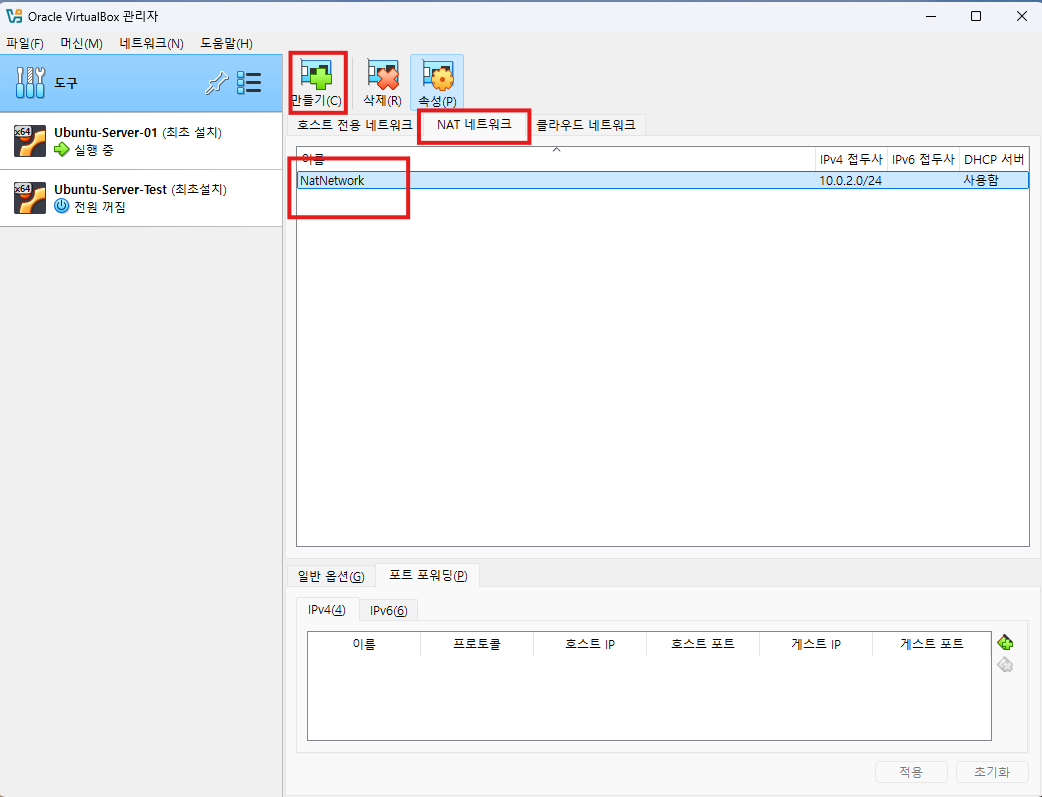 Oracle VirtualBox 관리자
파일(F) 머신(M) 네트워크(N) 도움말(H)
도구
만들기(C) 삭제(R) 속성(P)
호스트 전용 네트워크 NAT 네트워크 클라우드 네트워크
x64 Ubuntu-Server-01 (최초 설치)
실행 중
x64 Ubuntu-Server-Test (최초설치)
전원 꺼짐
이름 IPv4 접두사 IPv6 접두사 DHCP 서버
NatNetwork 10.0.2.0/24 사용함
일반 옵션(G) 포트 포워딩(P)
IPv4(4) IPv6(6)
이름 프로토콜 호스트 IP 호스트 포트 게스트 IP 게스트 포트
적용 초기화